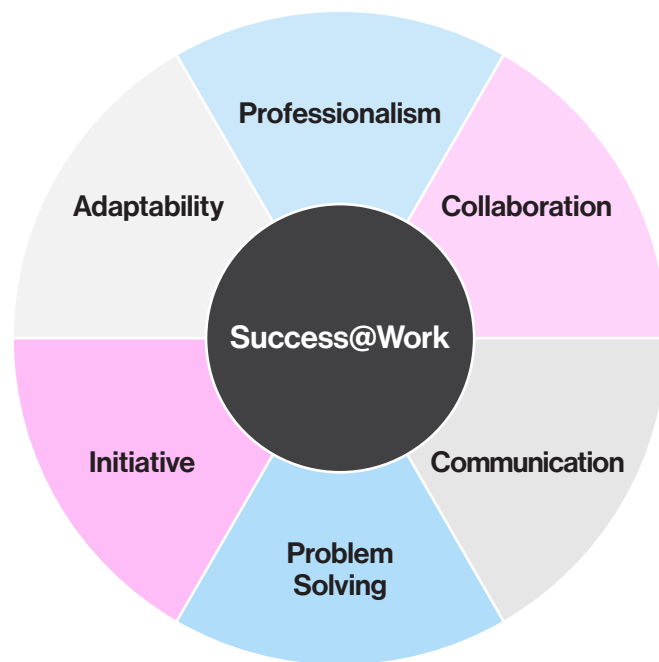 Professionalism
Adaptability
Collaboration
Success@Work
Initiative
Communication
Problem
Solving